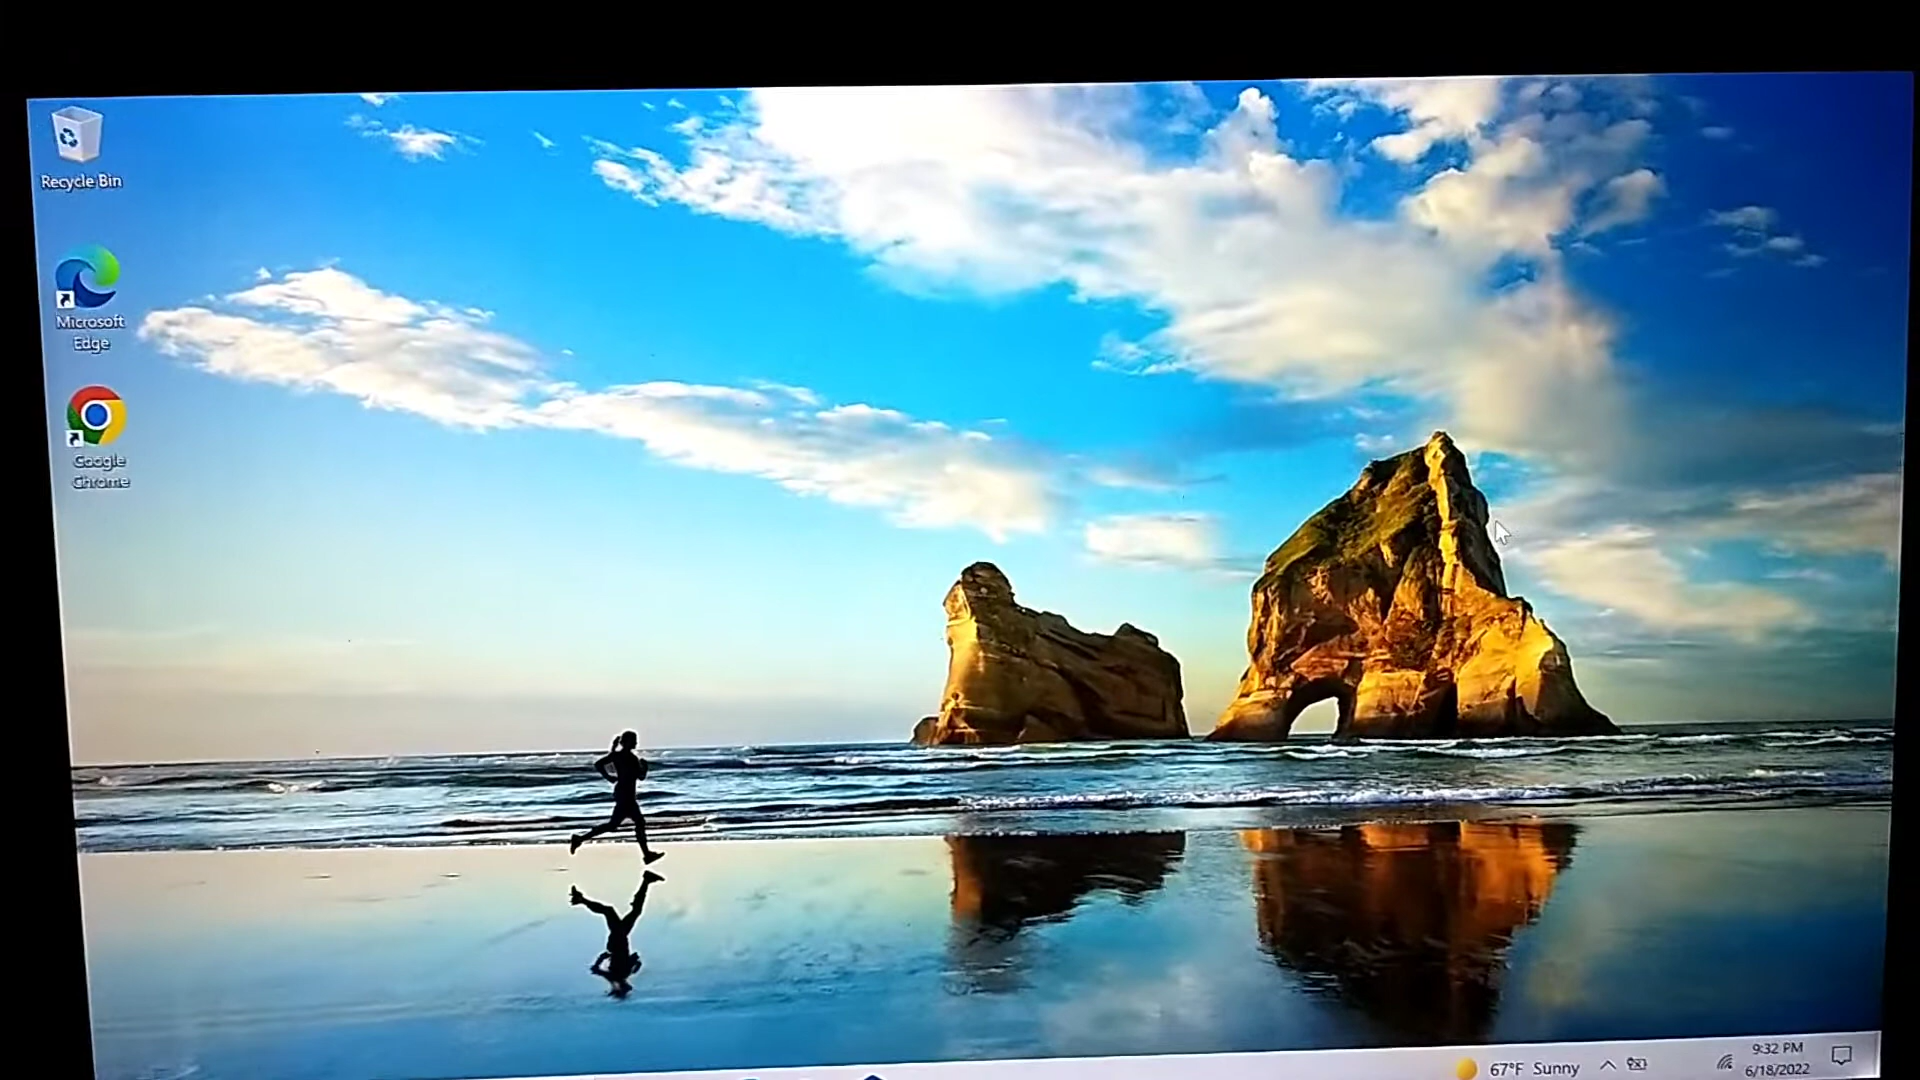 Recycle Bin
Microsoft
Edge
Google
Chrome
67°F Sunny
9:32 PM
6/18/2022